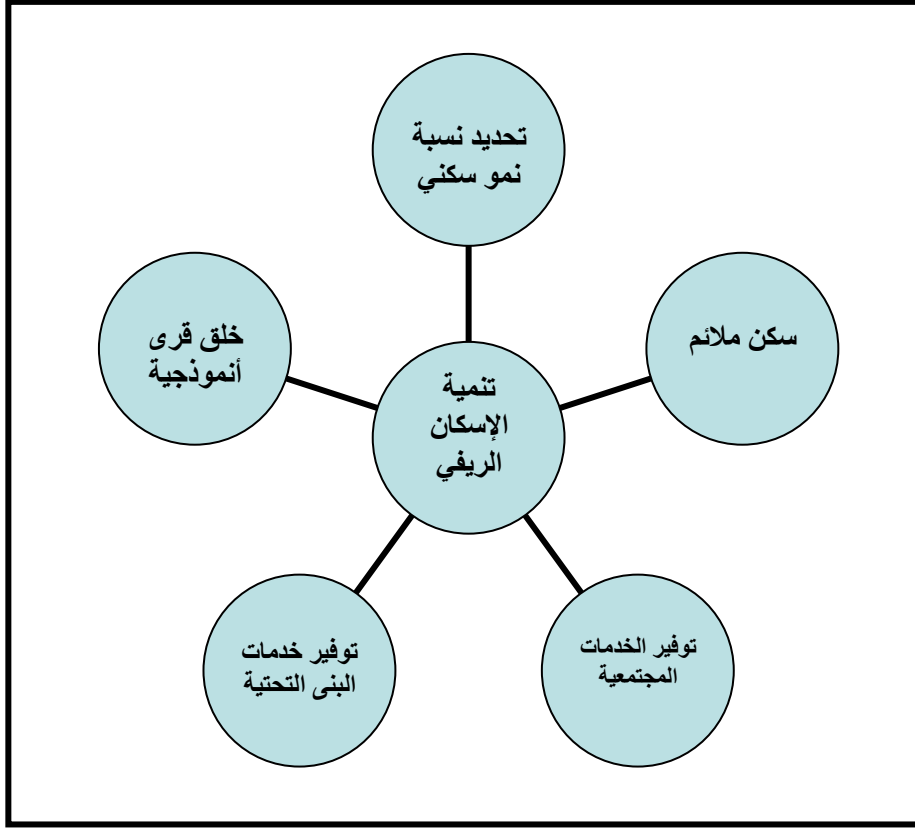 تحديد نسبة
نمو سكني
سكن ملائم
خلق قرى
أنموذجية
تنمية
الإسكان
الريفي
توفير الخدمات
المجتمعية
توفير خدمات
البنى التحتية